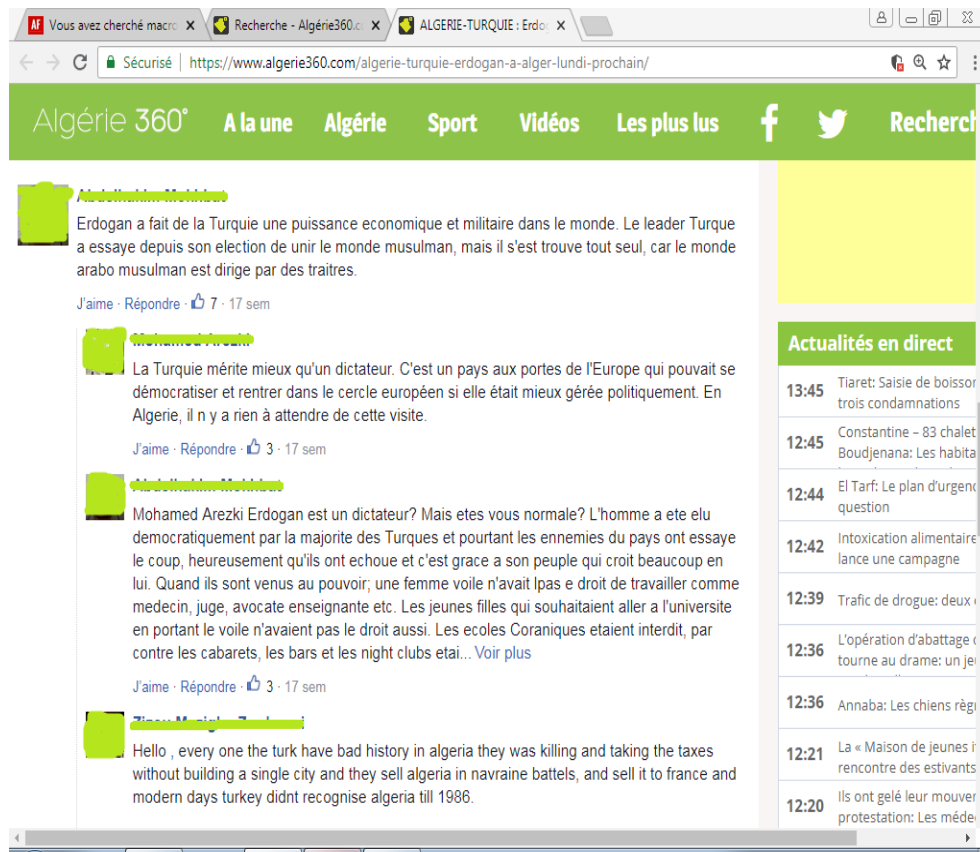 Vous avez cherché macro
Recherche - Algérie360.c
ALGERIE-TURQUIE : Erdo
Sécurisé | https://www.algerie360.com/algerie-turquie-erdogan-a-alger-lundi-prochain/
Algérie 360° A la une Algérie Sport Vidéos Les plus lus f Recherch
Erdogan a fait de la Turquie une puissance economique et militaire dans le monde. Le leader Turque
a essaye depuis son election de unir le monde musulman, mais il s'est trouve tout seul, car le monde
arabo musulman est dirige par des traitres.
J'aime · Répondre · 7 · 17 sem
La Turquie mérite mieux qu'un dictateur. C'est un pays aux portes de l'Europe qui pouvait se
démocratiser et rentrer dans le cercle européen si elle était mieux gérée politiquement. En
Algerie, il n y a rien à attendre de cette visite.
J'aime · Répondre · 3 · 17 sem
Mohamed Arezki Erdogan est un dictateur? Mais etes vous normale? L'homme a ete elu
democratiquement par la majorite des Turques et pourtant les ennemies du pays ont essaye
le coup, heureusement qu'ils ont echoue et c'est grace a son peuple qui croit beaucoup en
lui. Quand ils sont venus au pouvoir; une femme voile n'avait lpas e droit de travailler comme
medecin, juge, avocate enseignante etc. Les jeunes filles qui souhaitaient aller a l'universite
en portant le voile n'avaient pas le droit aussi. Les ecoles Coraniques etaient interdit, par
contre les cabarets, les bars et les night clubs etai... Voir plus
J'aime · Répondre · 3 · 17 sem
Hello , every one the turk have bad history in algeria they was killing and taking the taxes
without building a single city and they sell algeria in navraine battels, and sell it to france and
modern days turkey didnt recognise algeria till 1986.
Actualités en direct
13:45 Tiaret: Saisie de boisson
trois condamnations
12:45 Constantine – 83 chalet
Boudjenana: Les habita
12:44 El Tarf: Le plan d'urgenc
question
12:42 Intoxication alimentaire
lance une campagne
12:39 Trafic de drogue: deux
12:36 L'opération d'abattage
tourne au drame: un je
12:36 Annaba: Les chiens règ
12:21 La « Maison de jeunes i
rencontre des estivants
12:20 Ils ont gelé leur mouver
protestation: Les méde